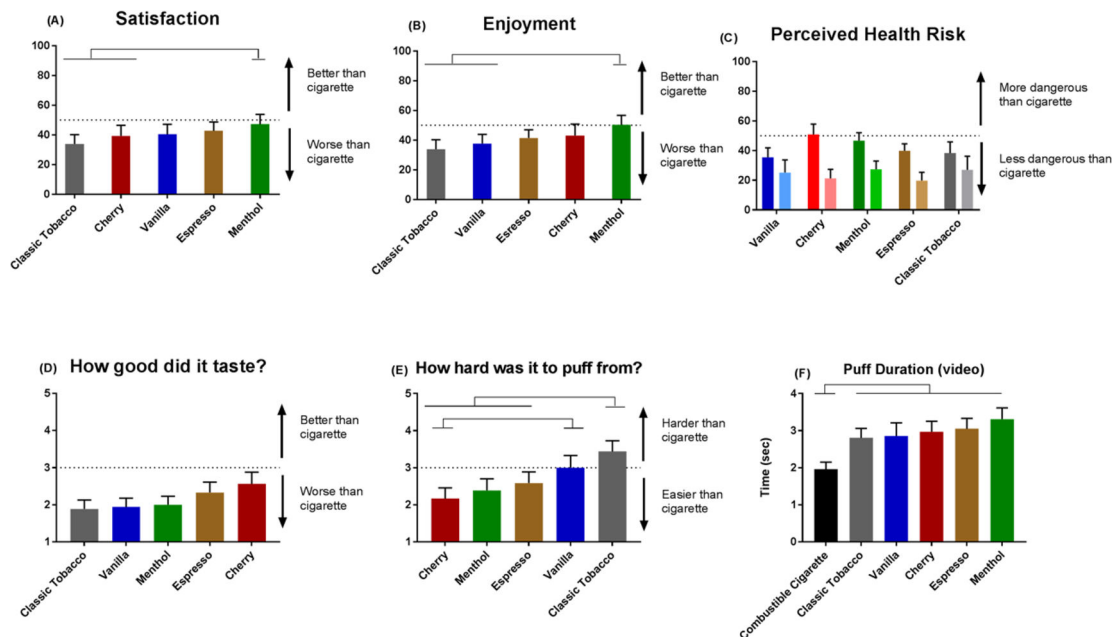 (A)
Satisfaction
100
80
60
40
20
0
Better than
cigarette
Worse than
cigarette
Classic Tobacco
Cherry
Vanilla
Espresso
Menthol
(B)
Enjoyment
100
80
60
40
20
0
Better than
cigarette
Worse than
cigarette
Classic Tobacco
Vanilla
Esresso
Cherry
Menthol
(C)
Perceived Health Risk
100
80
60
40
20
0
More dangerous
than cigarette
Less dangerous than
cigarette
Vanilla
Cherry
Menthol
Espresso
Classic Tobacco
(D)
How good did it taste?
5
4
3
2
1
Better than
cigarette
Worse than
cigarette
Classic Tobacco
Vanilla
Menthol
Espresso
Cherry
(E)
How hard was it to puff from?
5
4
3
2
1
Harder than
cigarette
Easier than
cigarette
Cherry
Menthol
Espresso
Vanilla
Classic Tobacco
(F)
Puff Duration (video)
Time (sec)
4
3
2
1
0
Combustible Cigarette
Classic Tobacco
Vanilla
Cherry
Espresso
Menthol